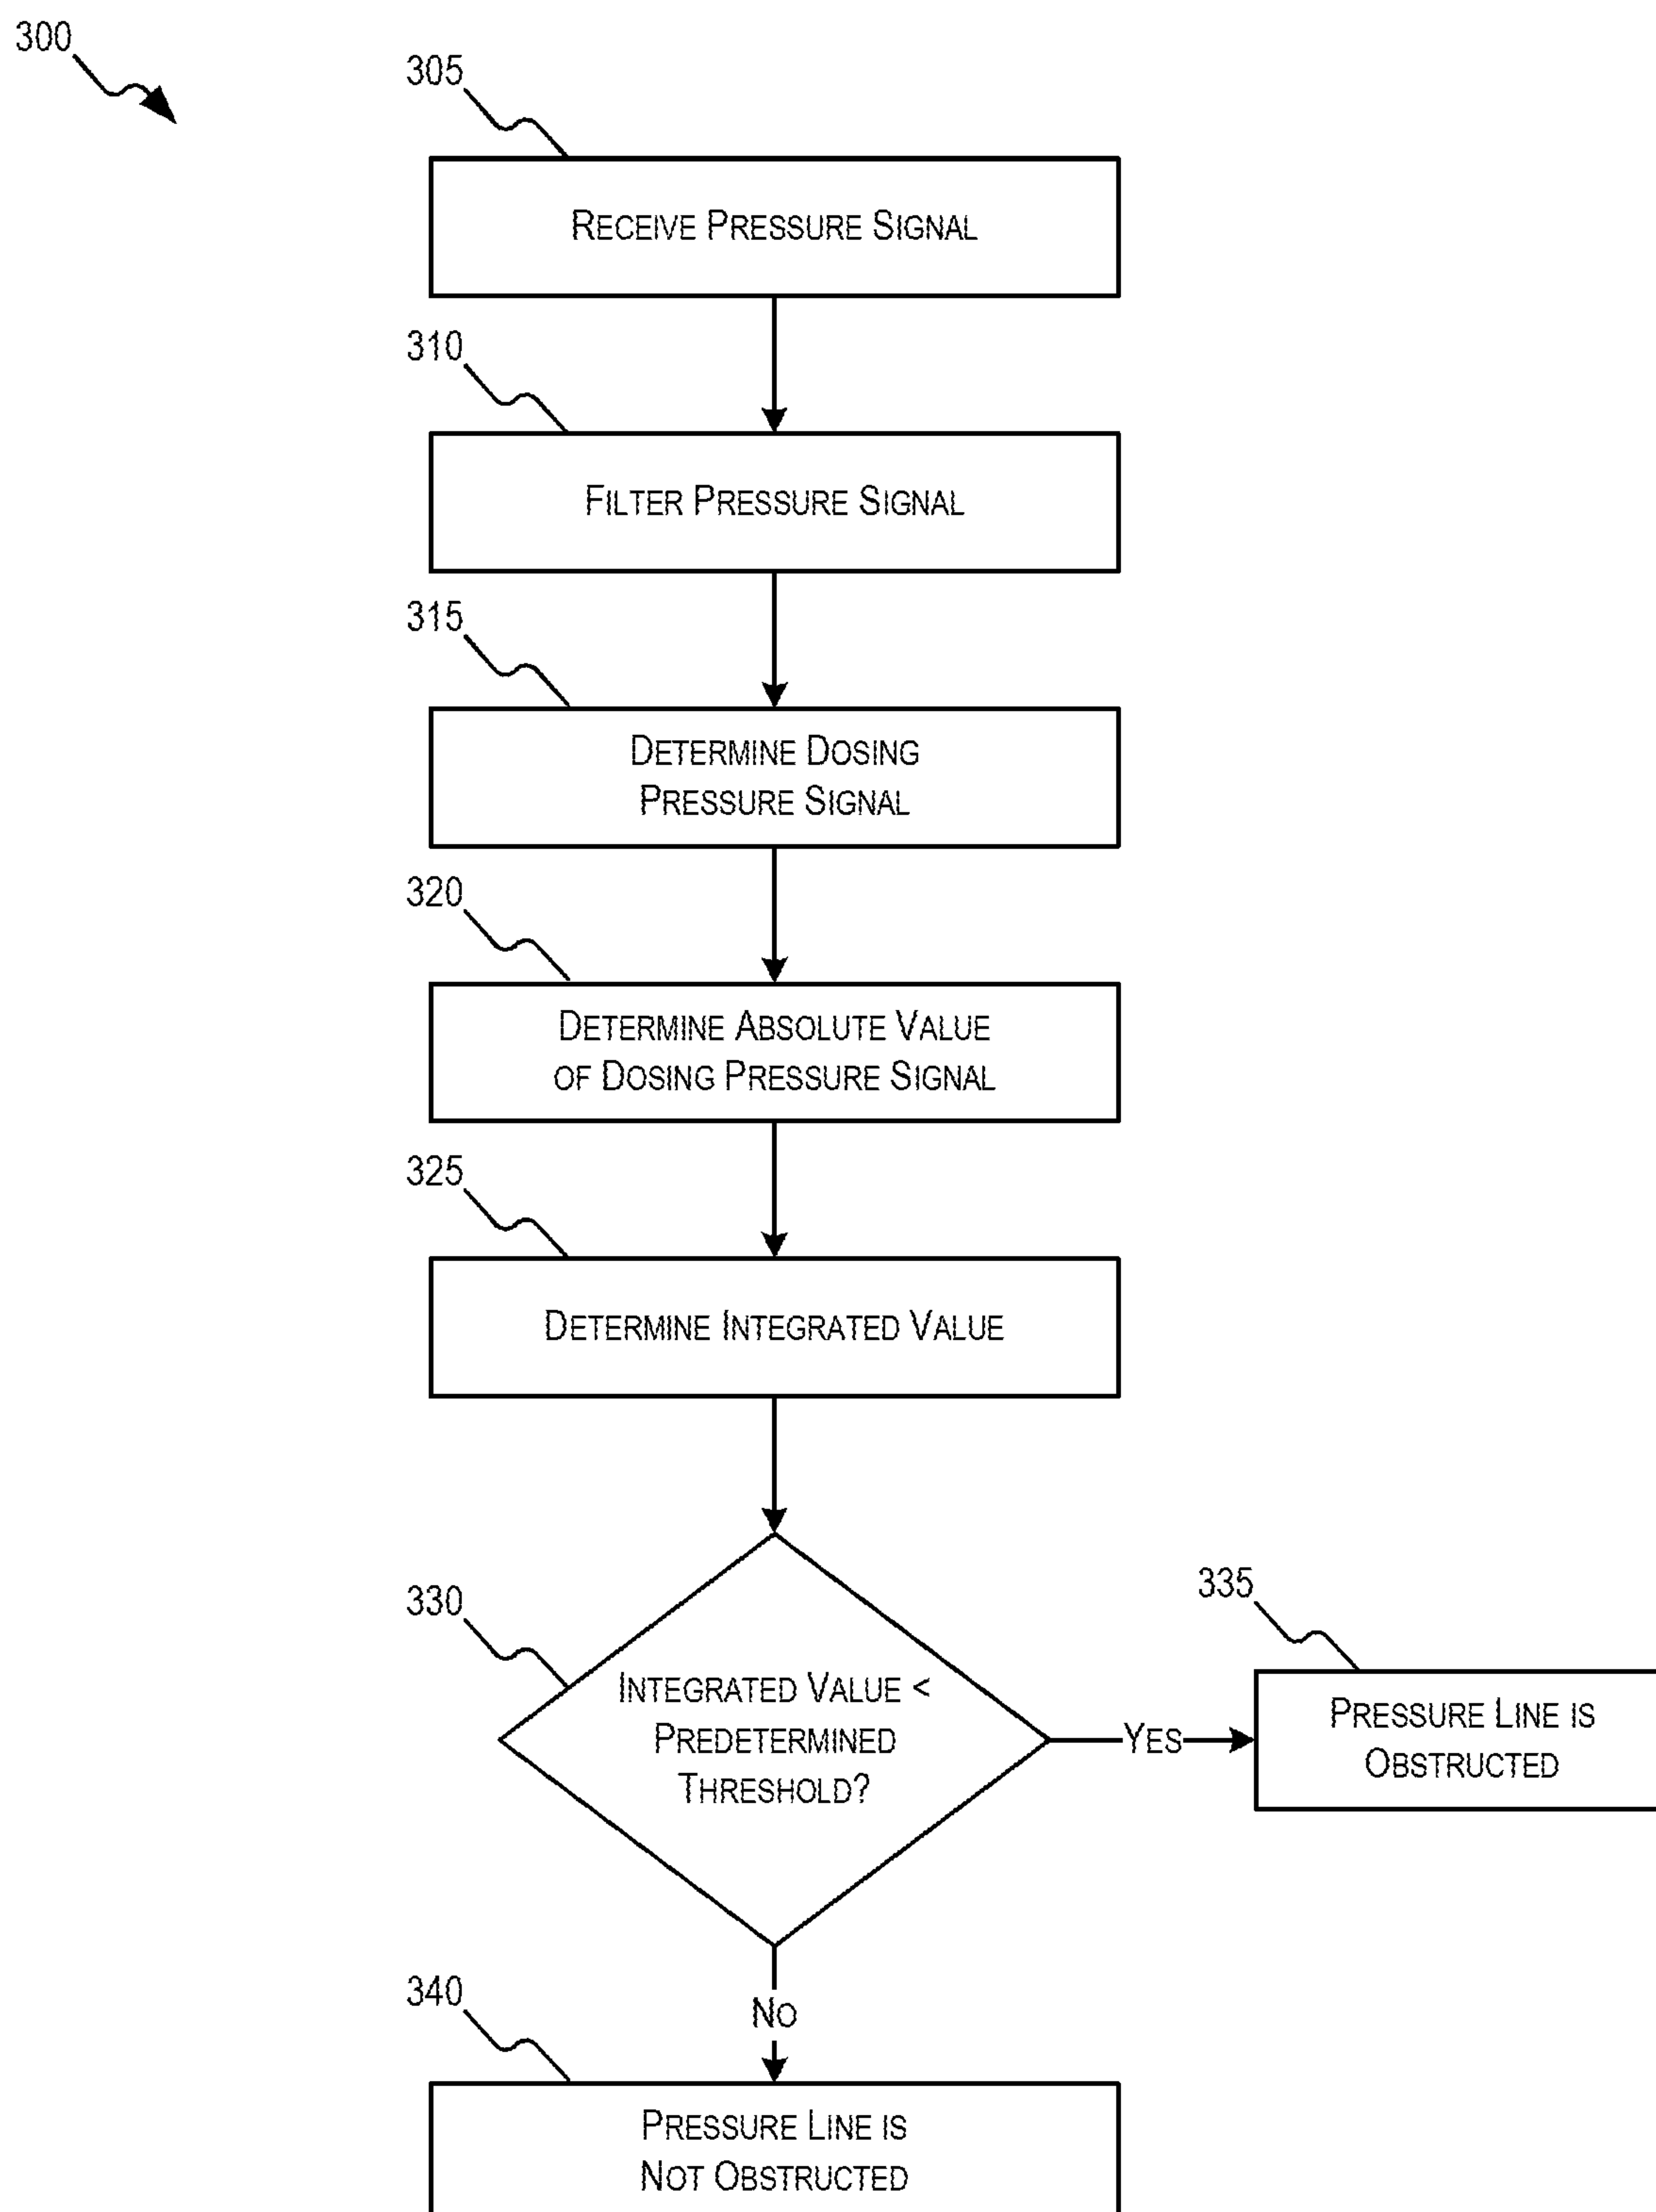 300
305
RECEIVE PRESSURE SIGNAL
310
FILTER PRESSURE SIGNAL
315
DETERMINE DOSING
PRESSURE SIGNAL
320
DETERMINE ABSOLUTE VALUE
OF DOSING PRESSURE SIGNAL
325
DETERMINE INTEGRATED VALUE
330
INTEGRATED VALUE <
PREDETERMINED
THRESHOLD?
YES
335
PRESSURE LINE IS
OBSTRUCTED
NO
340
PRESSURE LINE IS
NOT OBSTRUCTED